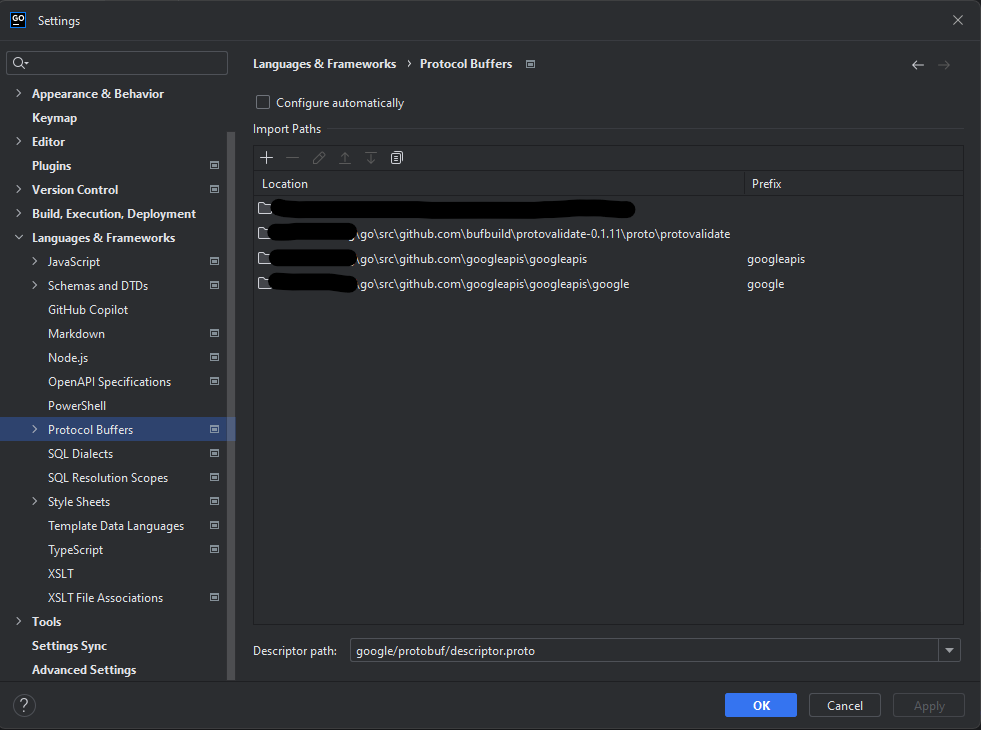 GO Settings
Languages & Frameworks › Protocol Buffers
Appearance & Behavior
Keymap
Editor
Plugins
Version Control
Build, Execution, Deployment
Languages & Frameworks
JavaScript
Schemas and DTDs
GitHub Copilot
Markdown
Node.js
OpenAPI Specifications
PowerShell
Protocol Buffers
SQL Dialects
SQL Resolution Scopes
Style Sheets
Template Data Languages
TypeScript
XSLT
XSLT File Associations
Tools
Settings Sync
Advanced Settings
Configure automatically
Import Paths
Location Prefix
\go\src\github.com\bufbuild\protovalidate-0.1.11\proto\protovalidate
\go\src\github.com\googleapis\googleapis googleapis
\go\src\github.com\googleapis\googleapis\google google
Descriptor path: google/protobuf/descriptor.proto
? OK Cancel Apply